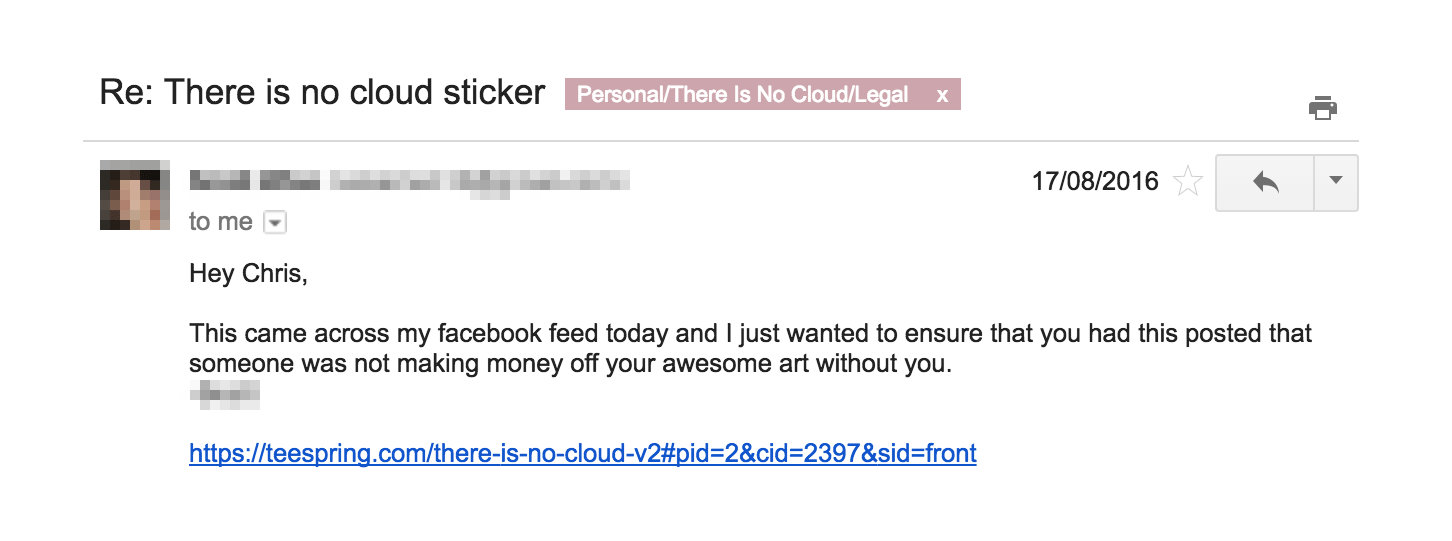 Re: There is no cloud sticker
Personal/There Is No Cloud/Legal x
17/08/2016
to me
Hey Chris,
This came across my facebook feed today and I just wanted to ensure that you had this posted that
someone was not making money off your awesome art without you.
https://teespring.com/there-is-no-cloud-v2#pid=2&cid=2397&sid=front